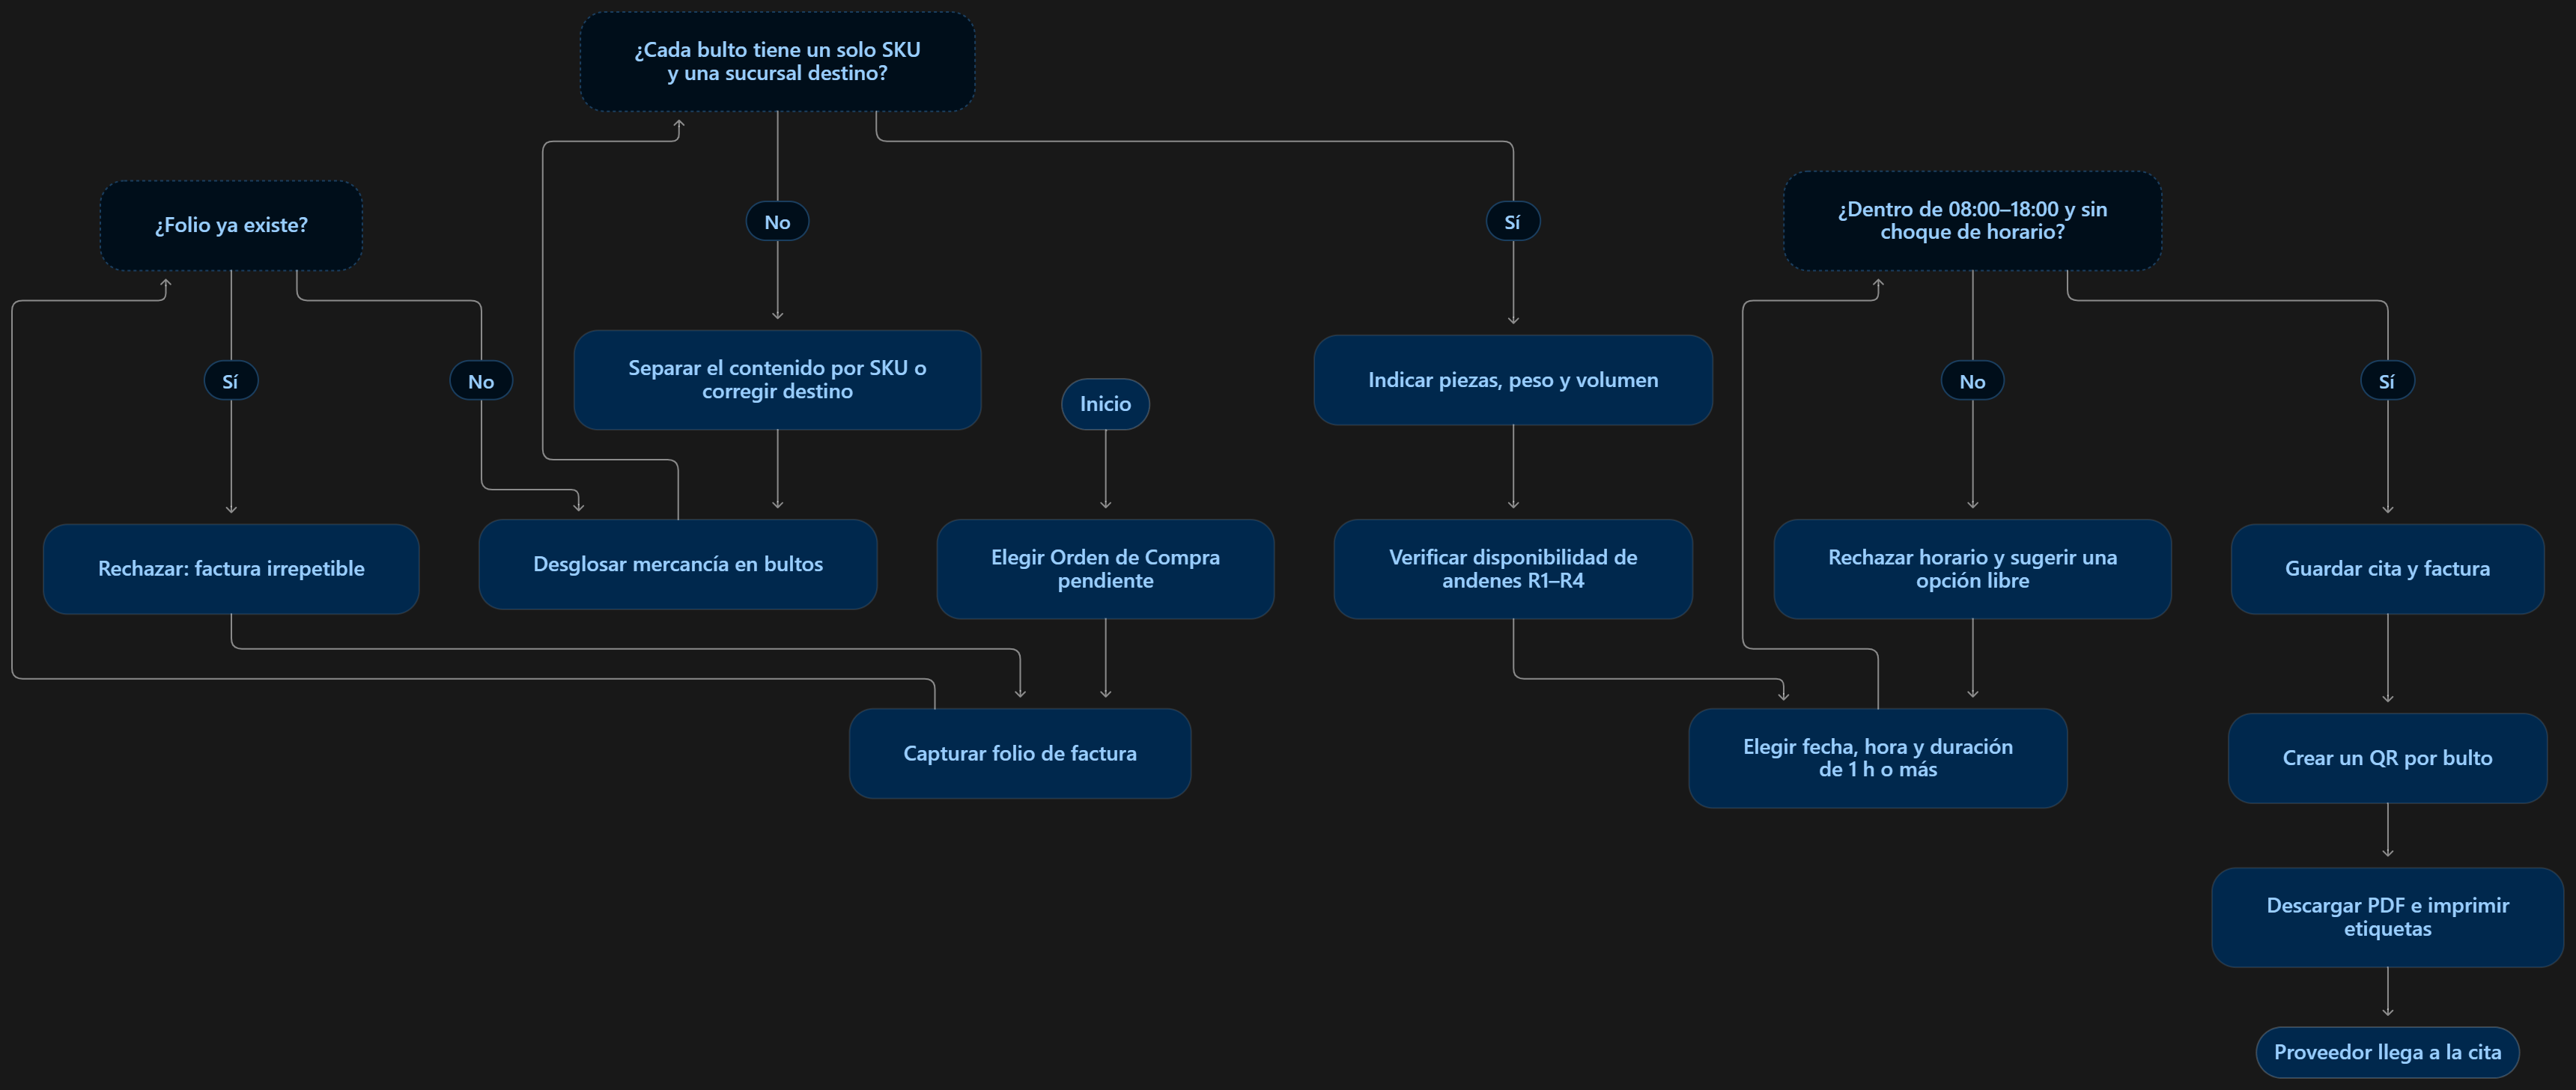 ¿Cada bulto tiene un solo SKU
y una sucursal destino?
¿Folio ya existe?
¿Dentro de 08:00–18:00 y sin
choque de horario?
No
Sí
Sí
No
No
Sí
Separar el contenido por SKU o
corregir destino
Inicio
Indicar piezas, peso y volumen
Rechazar: factura irrepetible
Desglosar mercancía en bultos
Elegir Orden de Compra
pendiente
Verificar disponibilidad de
andenes R1–R4
Rechazar horario y sugerir una
opción libre
Guardar cita y factura
Capturar folio de factura
Elegir fecha, hora y duración
de 1 h o más
Crear un QR por bulto
Descargar PDF e imprimir
etiquetas
Proveedor llega a la cita